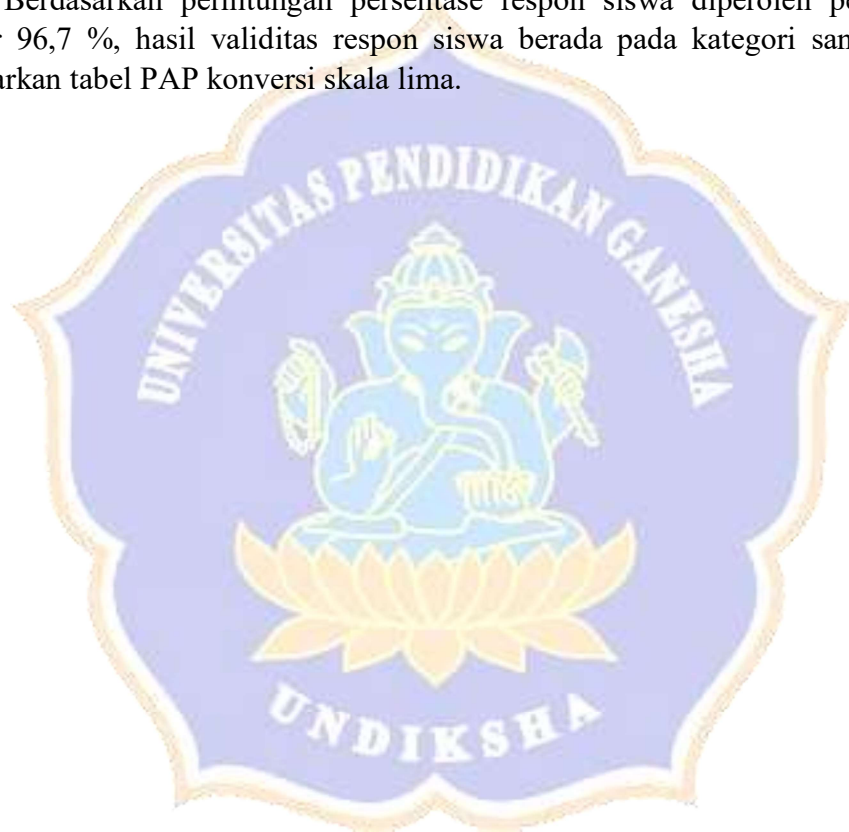 Berdasarkan perhitungan persentase respon siswa diperoleh
96,7 %, hasil validitas respon siswa berada pada kategori
tabel PAP konversi skala lima.
UNIVERSITAS PENDIDIKAN GANESHA
UNDIKSHA